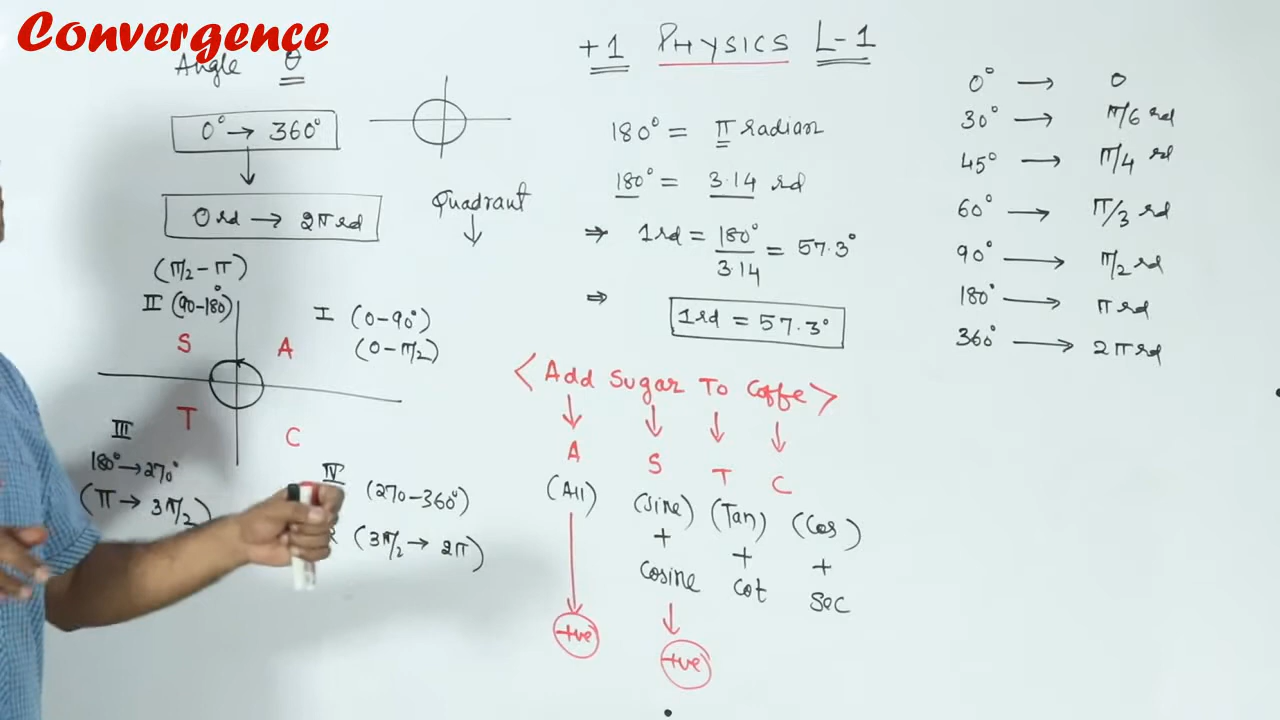 Convergence
+1 PHYSICS L-1
Angle θ
0° → 360°
0 rd → 2π rd
Quadrant
(π/2 - π)
II (90-180°)
I (0-90°)
(0 - π/2)
S A
T C
III
180° → 270°
(π → 3π/2)
IV
(270-360°)
(3π/2 → 2π)
180° = π radian
180° = 3.14 rd
⇒ 1 rd = 180°/3.14 = 57.3°
⇒ 1 rd = 57.3°
< Add Sugar To Coffe >
A S T C
(All) (Sine) (Tan) (Cos)
+ + +
Cosine Cot Sec
+ve +ve
0° → 0
30° → π/6 rd
45° → π/4 rd
60° → π/3 rd
90° → π/2 rd
180° → π rd
360° → 2π rd